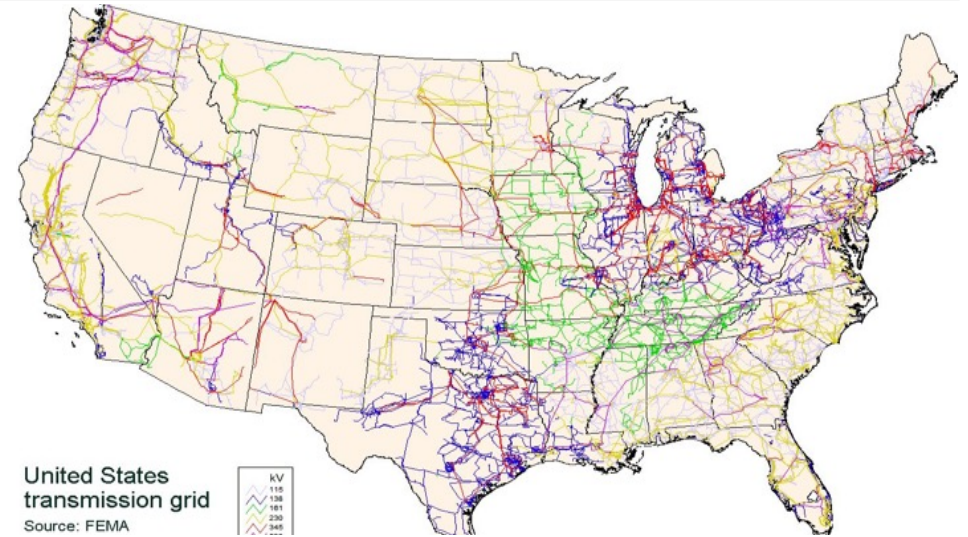 United States
transmission grid
Source: FEMA
kV
115
138
161
230
345